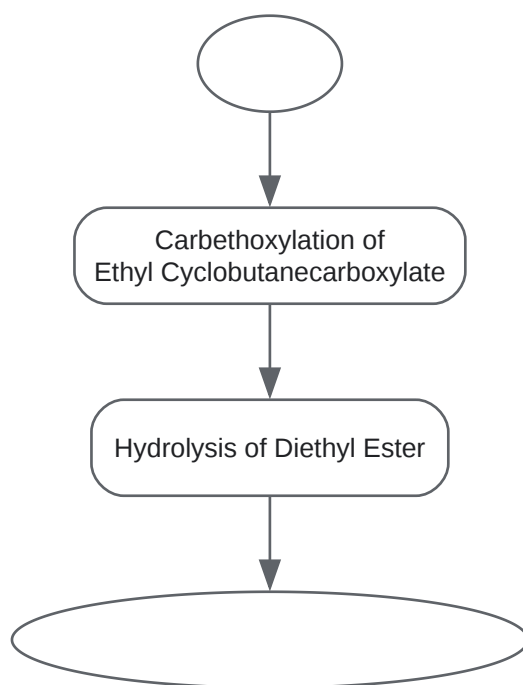 Carbethoxylation of
Ethyl Cyclobutanecarboxylate
Hydrolysis of Diethyl Ester